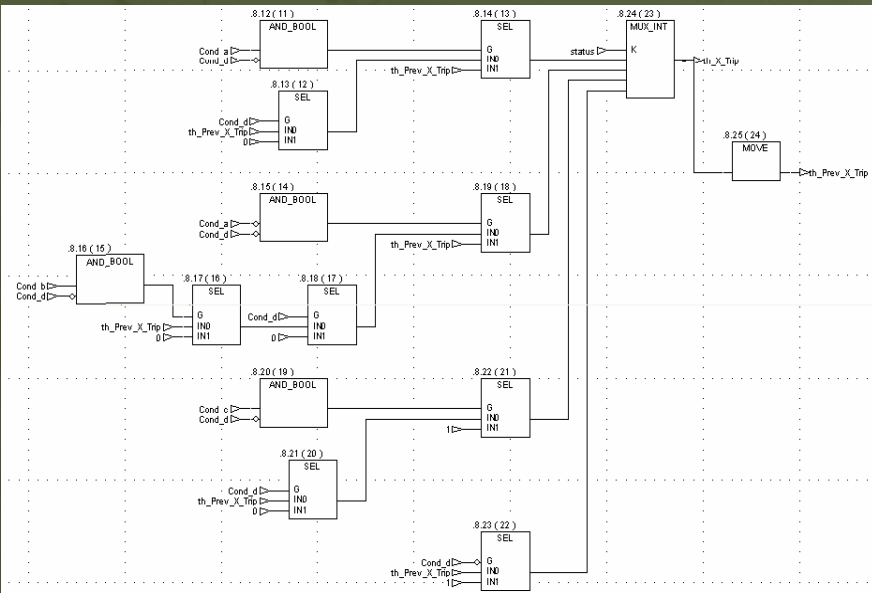 .8.12 (11)
AND_BOOL
Cond_a
Cond_d
.8.14 (13)
SEL
G
IN0
IN1
th_Prev_X_Trip
.8.24 (23)
MUX_INT
status
K
th_X_Trip
.8.13 (12)
SEL
Cond_d
G
th_Prev_X_Trip
IN0
0
IN1
.8.25 (24)
MOVE
th_Prev_X_Trip
.8.15 (14)
AND_BOOL
Cond_a
Cond_d
.8.19 (18)
SEL
G
IN0
IN1
th_Prev_X_Trip
.8.16 (15)
AND_BOOL
Cond_b
Cond_d
.8.17 (16)
SEL
G
th_Prev_X_Trip
IN0
0
IN1
.8.18 (17)
SEL
Cond_d
G
IN0
0
IN1
.8.20 (19)
AND_BOOL
Cond_c
Cond_d
.8.22 (21)
SEL
G
IN0
1
IN1
.8.21 (20)
SEL
Cond_d
G
th_Prev_X_Trip
IN0
0
IN1
.8.23 (22)
SEL
Cond_d
G
th_Prev_X_Trip
IN0
1
IN1